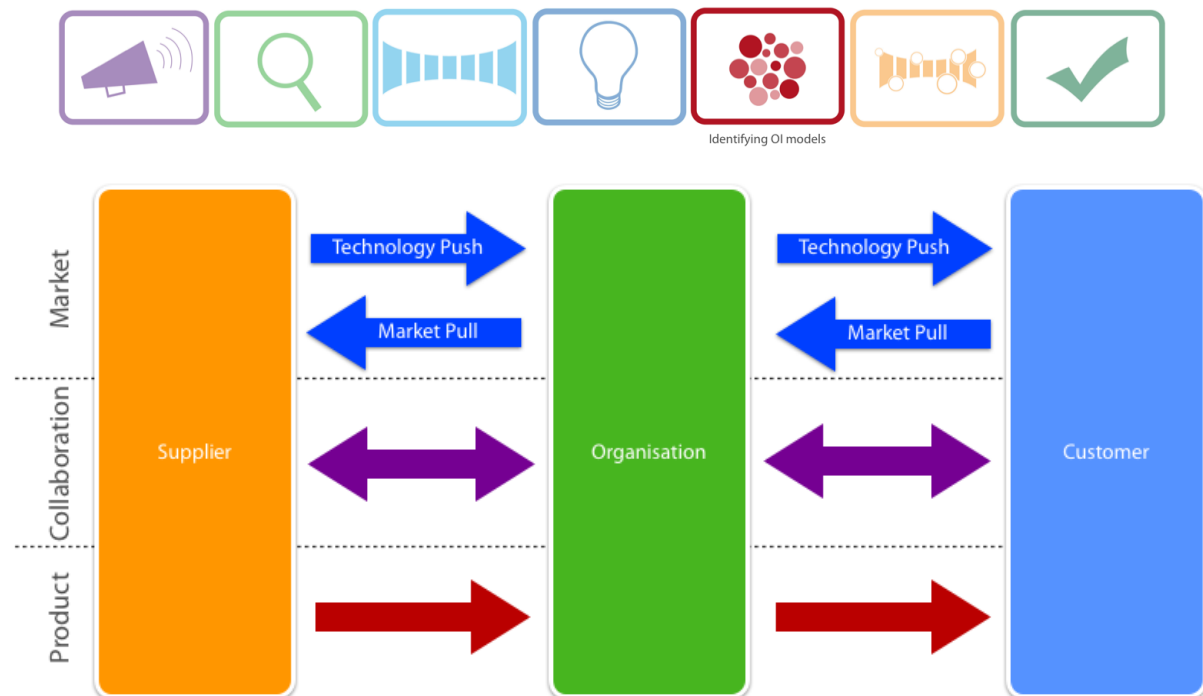 Identifying OI models
Market
Technology Push
Technology Push
Market Pull
Market Pull
Collaboration
Supplier
Organisation
Customer
Product